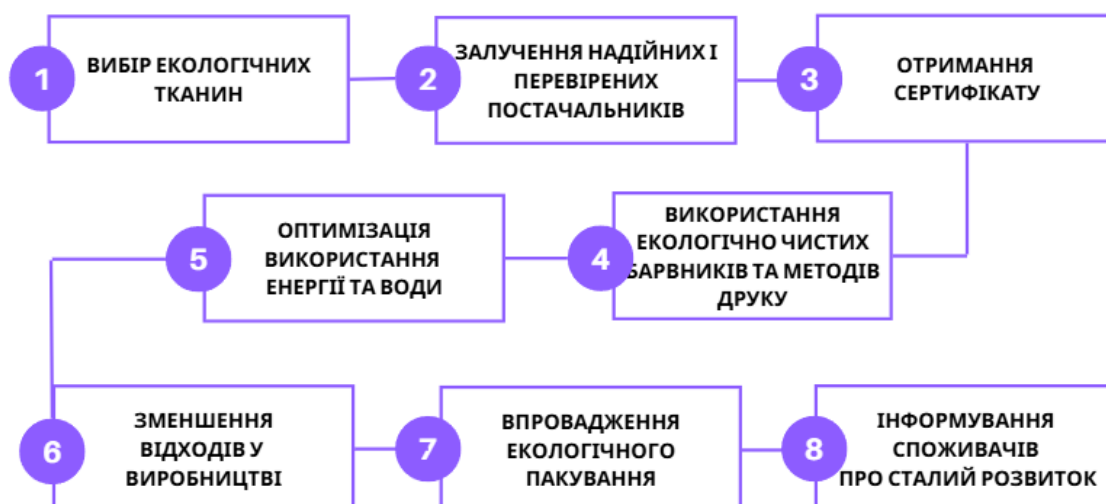 1
ВИБІР ЕКОЛОГІЧНИХ
ТКАНИН
2
ЗАЛУЧЕННЯ НАДІЙНИХ І
ПЕРЕВІРЕНИХ
ПОСТАЧАЛЬНИКІВ
3
ОТРИМАННЯ
СЕРТИФІКАТУ
4
ВИКОРИСТАННЯ
ЕКОЛОГІЧНО ЧИСТИХ
БАРВНИКІВ ТА МЕТОДІВ
ДРУКУ
5
ОПТИМІЗАЦІЯ
ВИКОРИСТАННЯ
ЕНЕРГІЇ ТА ВОДИ
6
ЗМЕНШЕННЯ
ВІДХОДІВ У
ВИРОБНИЦТВІ
7
ВПРОВАДЖЕННЯ
ЕКОЛОГІЧНОГО
ПАКУВАННЯ
8
ІНФОРМУВАННЯ
СПОЖИВАЧІВ
ПРО СТАЛИЙ РОЗВИТОК